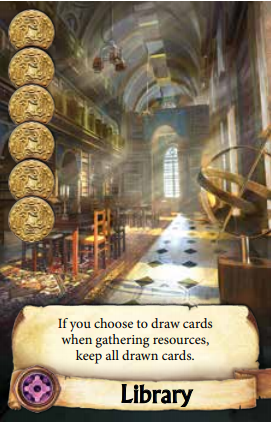 If you choose to draw cards
when gathering resources,
keep all drawn cards.
Library